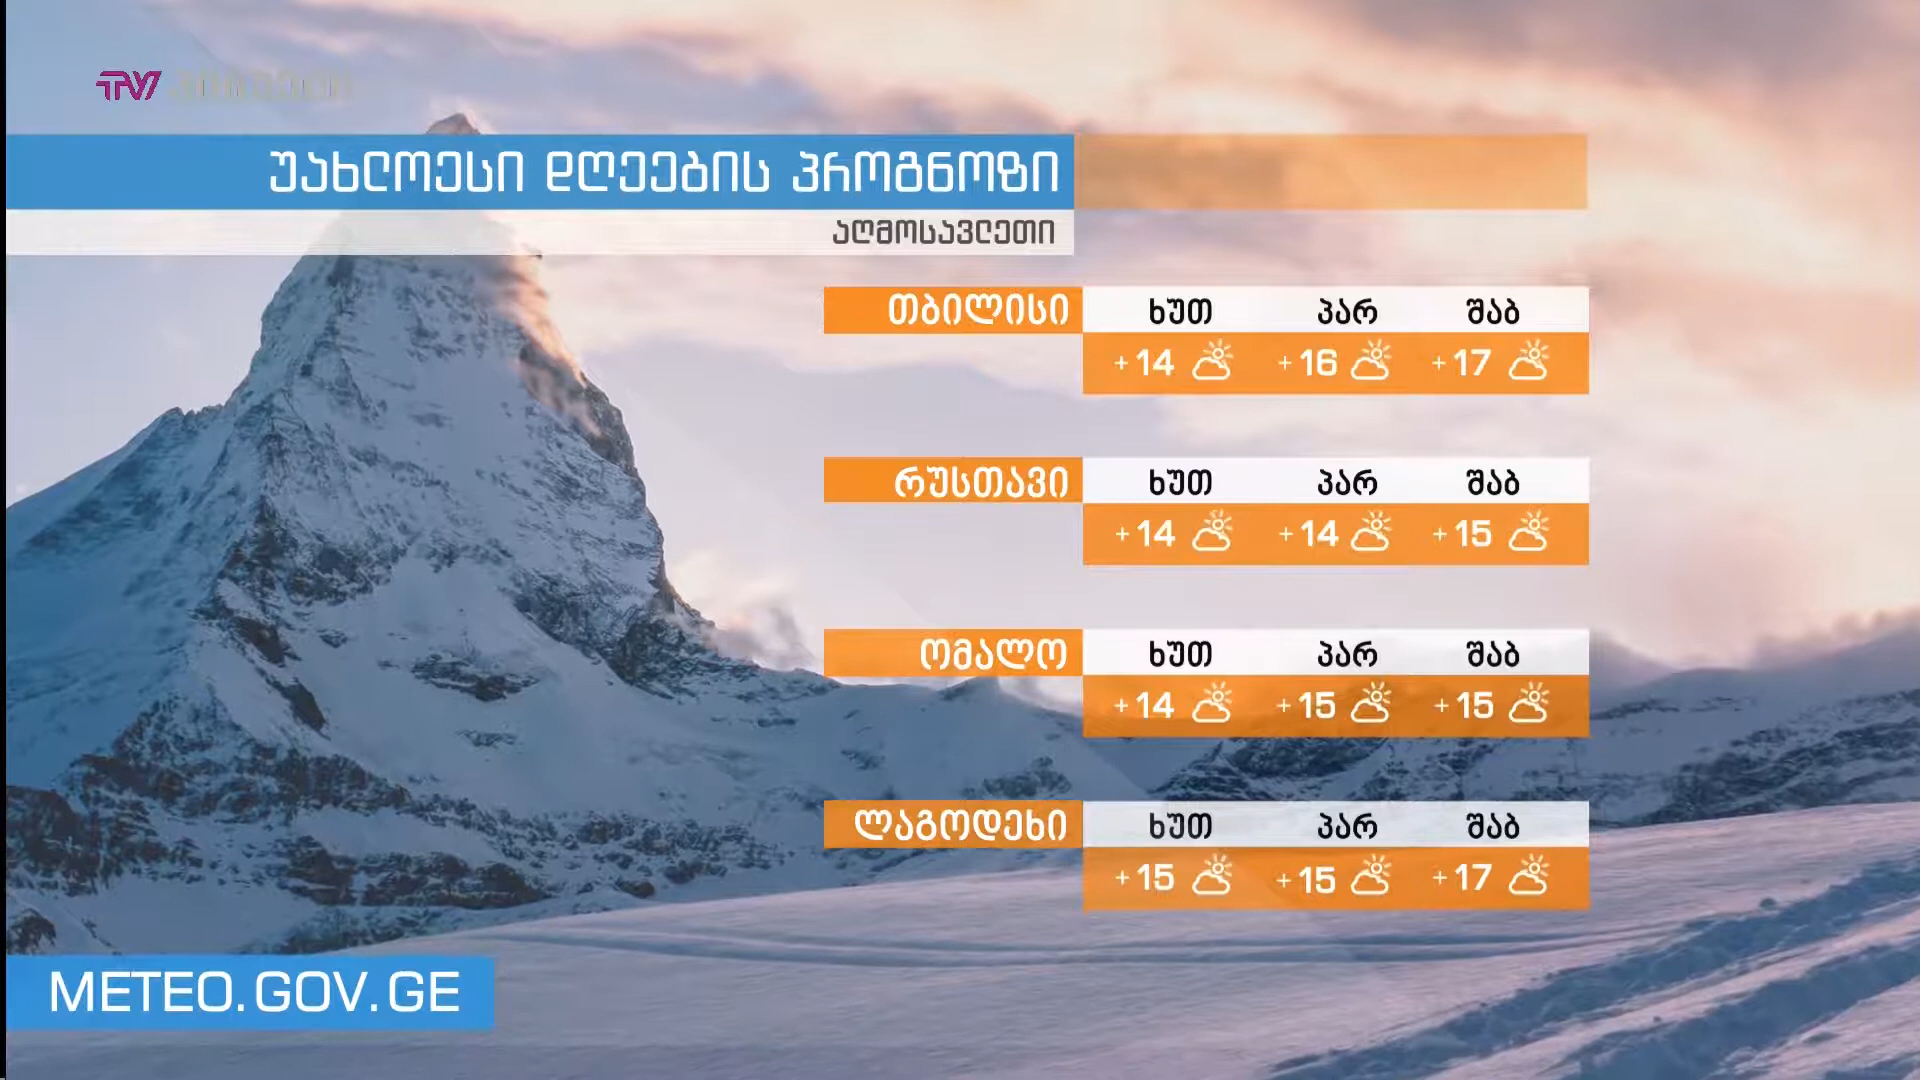 TV
უახლოესი დღეების პროგნოზი
აღმოსავლეთი
თბილისი ხუთ პარ შაბ
+14 +16 +17
რუსთავი ხუთ პარ შაბ
+14 +14 +15
ომალო ხუთ პარ შაბ
+14 +15 +15
ლაგოდეხი ხუთ პარ შაბ
+15 +15 +17
METEO.GOV.GE